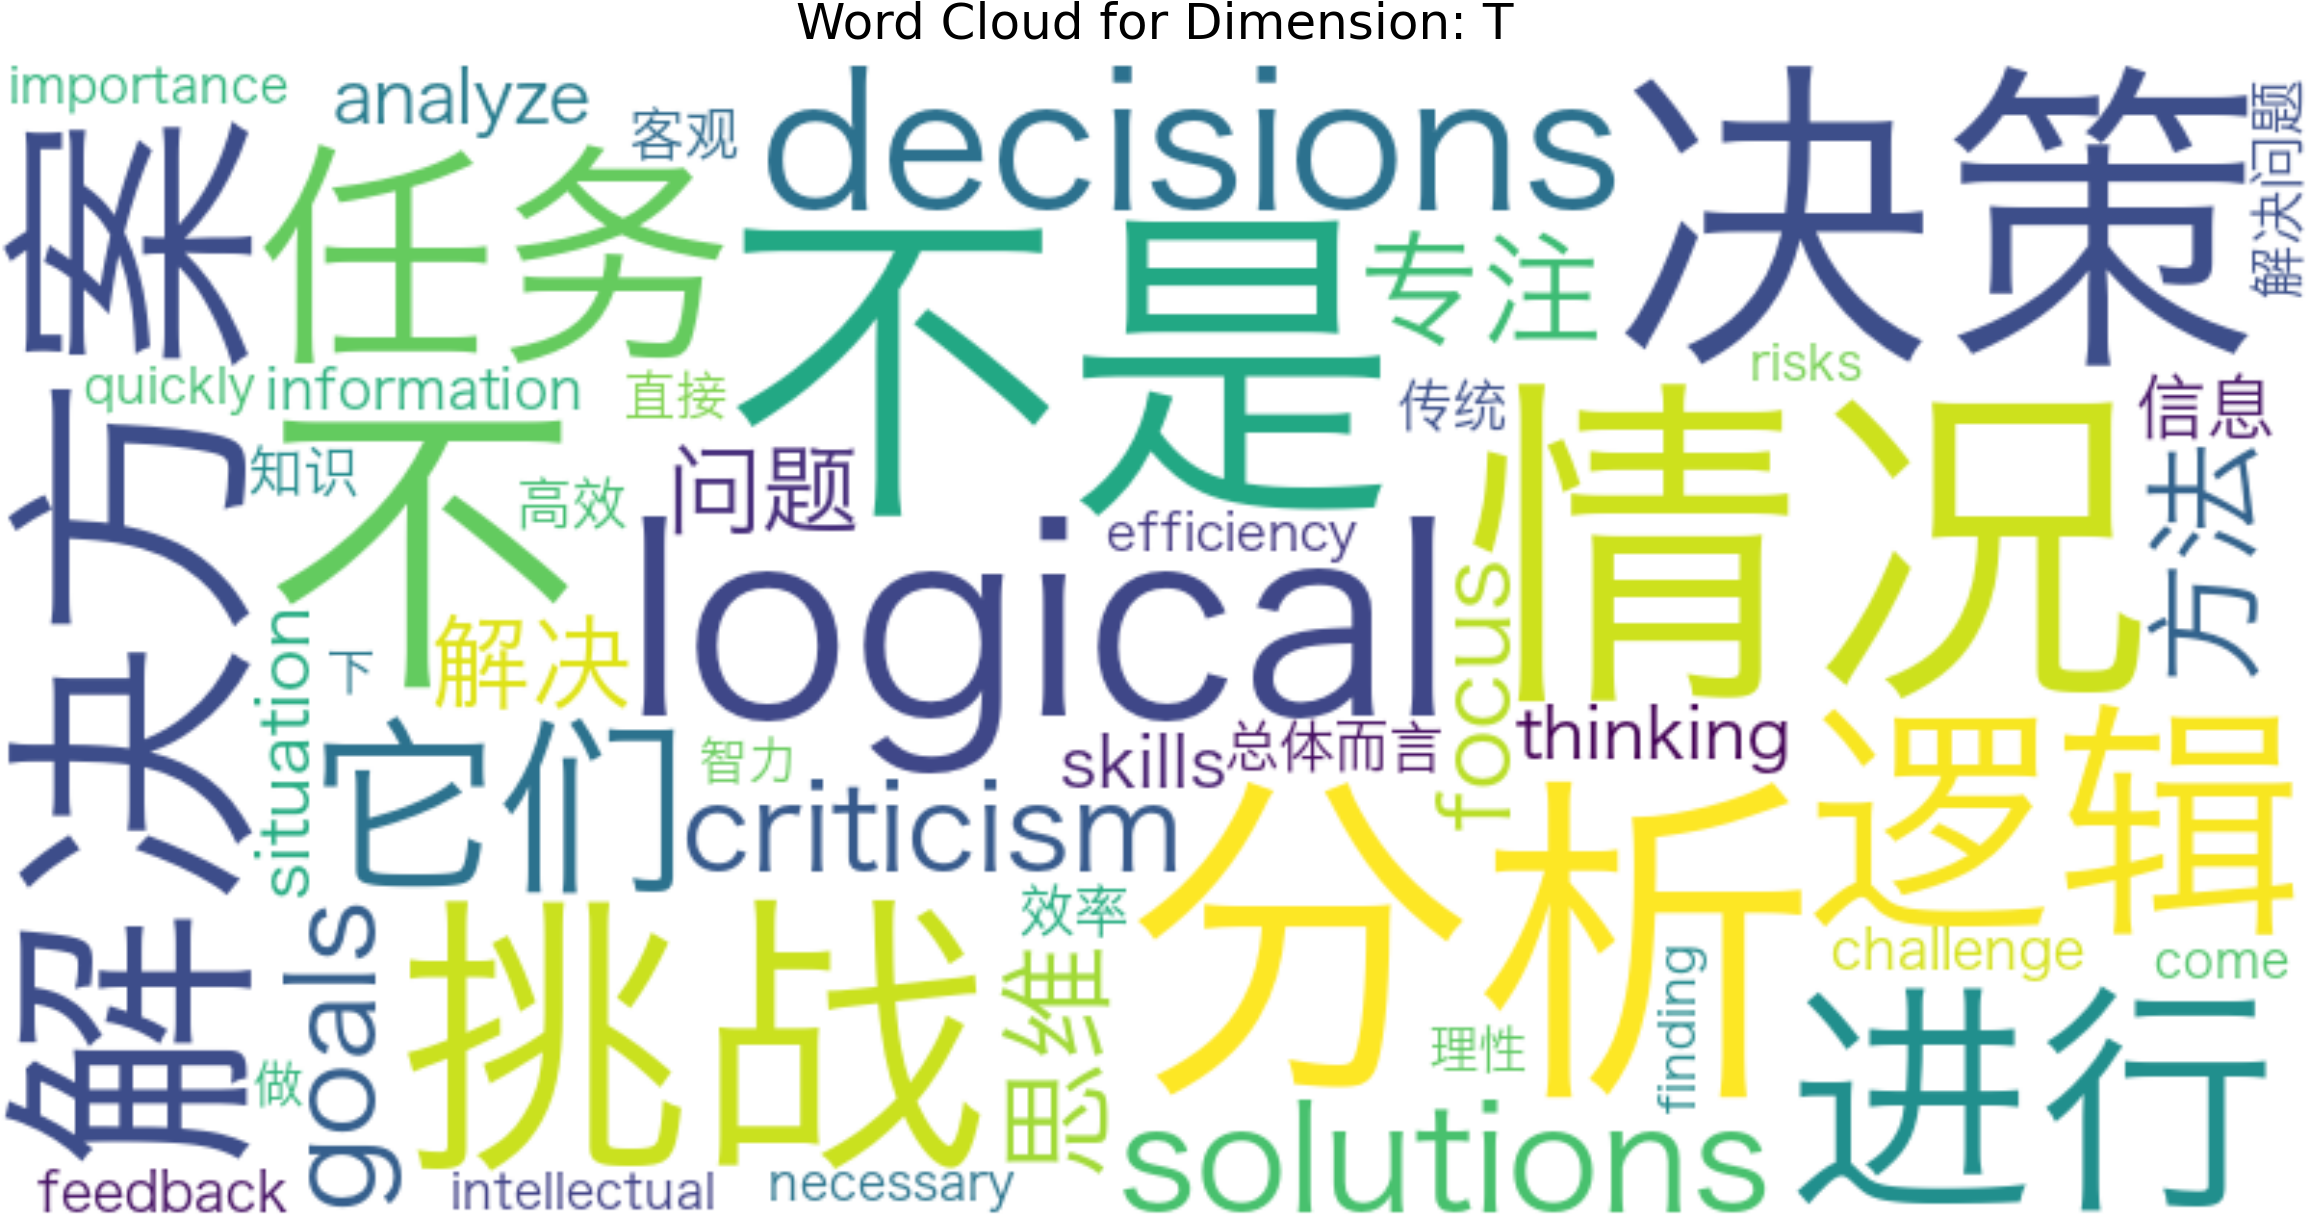 Word Cloud for Dimension: T
importance
analyze
客观
decisions
决策
解决问题
任务
不是
专注
解决方案
quickly
information
直接
传统
risks
情况
信息
知识
不
高效
问题
efficiency
方法
logical
focus
situation
下
解决
它们
智力
skills
总体而言
thinking
逻辑
criticism
分析
效率
goals
挑战
思维
challenge
come
finding
理性
进行
做
solutions
feedback
intellectual
necessary